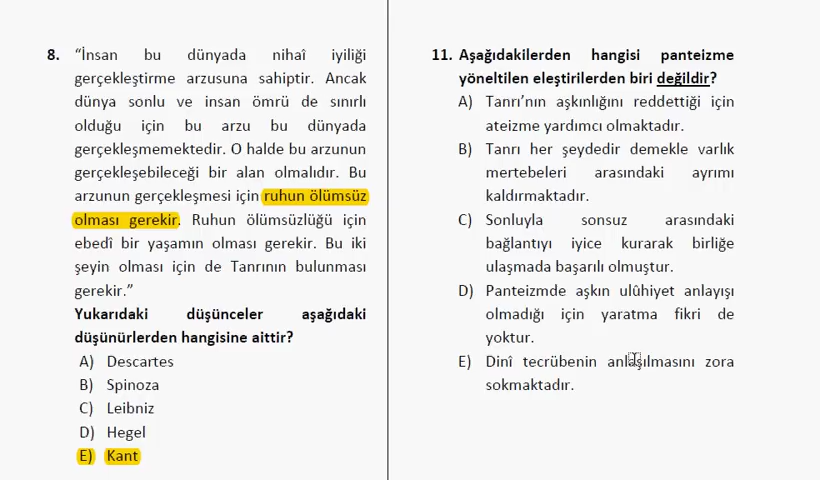 8. “İnsan bu dünyada nihaî iyiliği
gerçekleştirme arzusuna sahiptir. Ancak
dünya sonlu ve insan ömrü de sınırlı
olduğu için bu arzu bu dünyada
gerçekleşmemektedir. O halde bu arzunun
gerçekleşebileceği bir alan olmalıdır. Bu
arzunun gerçekleşmesi için ruhun ölümsüz
olması gerekir. Ruhun ölümsüzlüğü için
ebedî bir yaşamın olması gerekir. Bu iki
şeyin olması için de Tanrının bulunması
gerekir.”
Yukarıdaki düşünceler aşağıdaki
düşünürlerden hangisine aittir?
A) Descartes
B) Spinoza
C) Leibniz
D) Hegel
E) Kant
11. Aşağıdakilerden hangisi panteizme
yöneltilen eleştirilerden biri değildir?
A) Tanrı’nın aşkınlığını reddettiği için
ateizme yardımcı olmaktadır.
B) Tanrı her şeydedir demekle varlık
mertebeleri arasındaki ayrımı
kaldırmaktadır.
C) Sonluyla sonsuz arasındaki
bağlantıyı iyice kurarak birliğe
ulaşmada başarılı olmuştur.
D) Panteizmde aşkın ulûhiyet anlayışı
olmadığı için yaratma fikri de
yoktur.
E) Dinî tecrübenin anlaşılmasını zora
sokmaktadır.